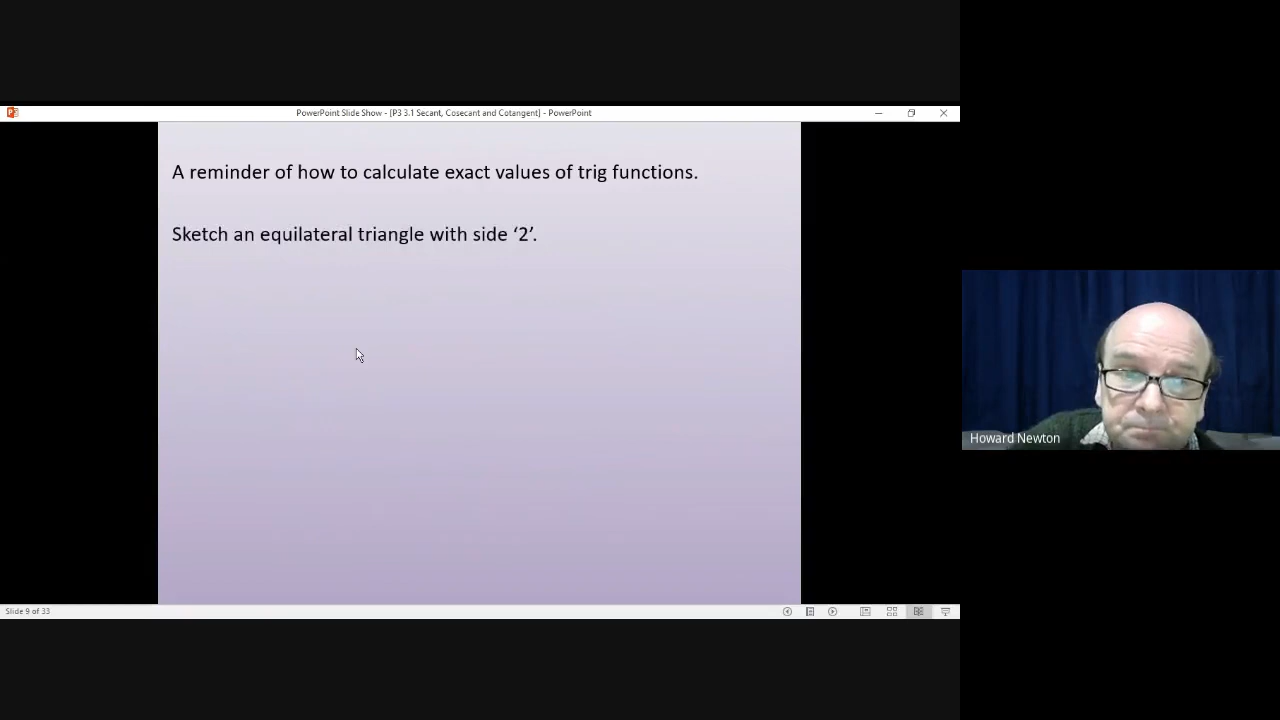 PowerPoint Slide Show - [P3 3.1 Secant, Cosecant and Cotangent] - PowerPoint
A reminder of how to calculate exact values of trig functions.
Sketch an equilateral triangle with side ‘2’.
Howard Newton
Slide 9 of 33